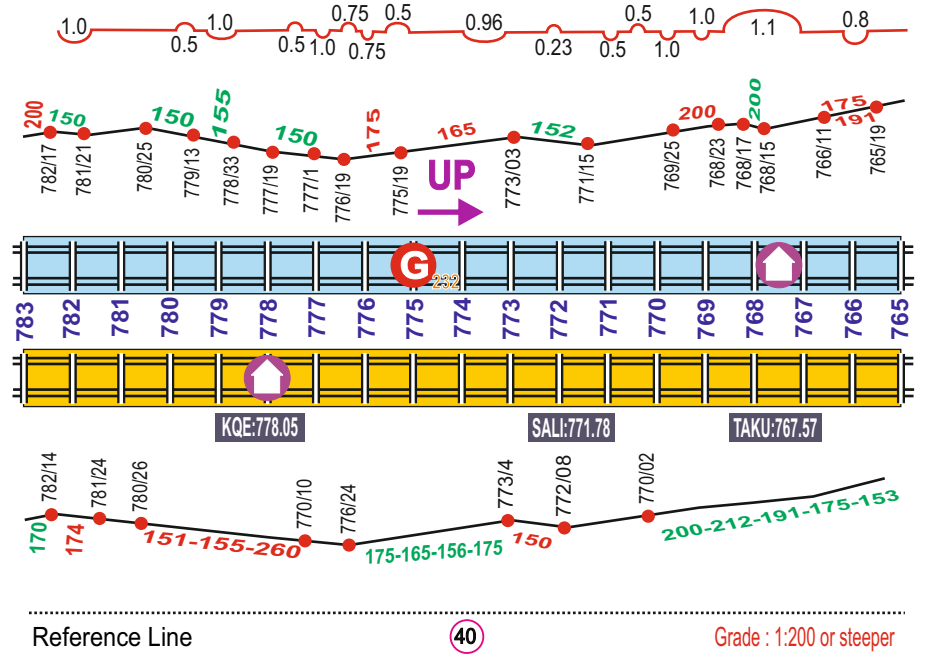 1.0 0.5 1.0 0.5 1.0 0.75 0.75 0.5 0.96 0.23 0.5 0.5 1.0 1.0 1.1 0.8
200 150 150 155 150 175 165 152 200 200 175 191
782/17 781/21 780/25 779/13 778/33 777/19 777/1 776/19 775/19 773/03 771/15 769/25 768/23 768/17 768/15 766/11 765/19
UP
G 232
783 782 781 780 779 778 777 776 775 774 773 772 771 770 769 768 767 766 765
KQE:778.05 SALI:771.78 TAKU:767.57
782/14 781/24 780/26 770/10 776/24 773/4 772/08 770/02
170 174 151-155-260 175-165-156-175 150 200-212-191-175-153
Reference Line 40 Grade : 1:200 or steeper